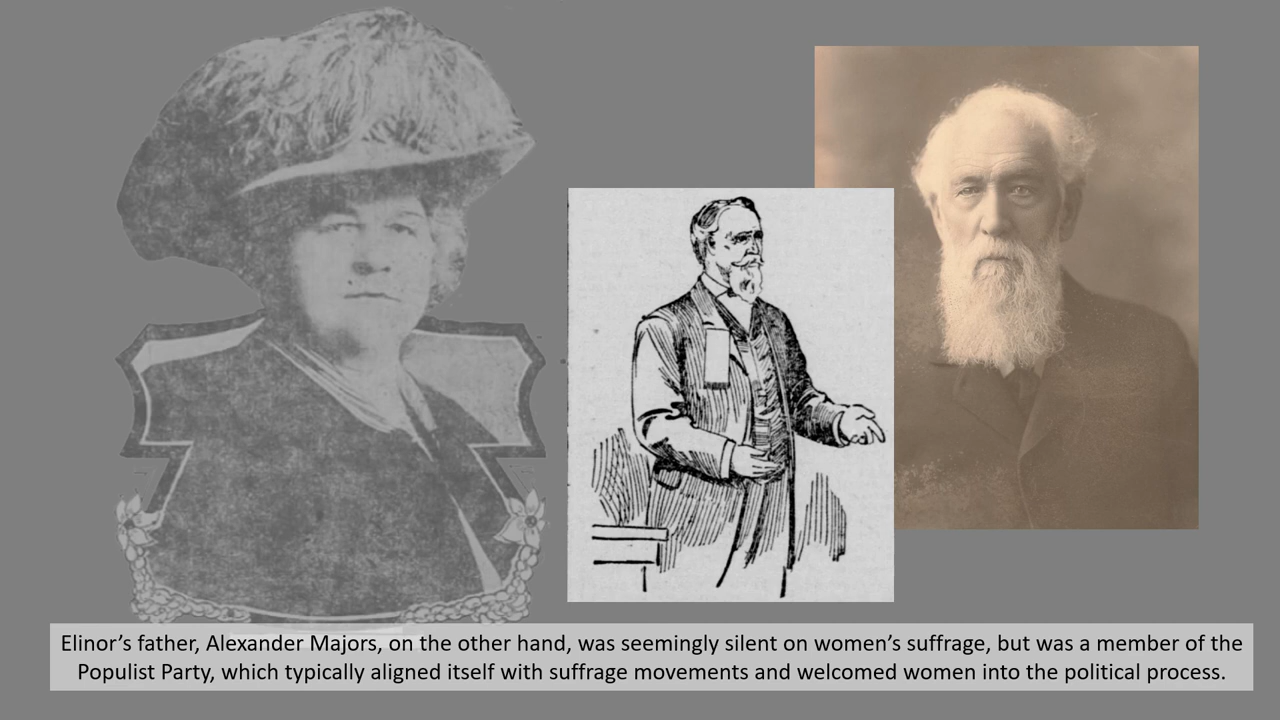 Elinor’s father, Alexander Majors, on the other hand, was seemingly silent on women’s suffrage, but was a member of the
Populist Party, which typically aligned itself with suffrage movements and welcomed women into the political process.